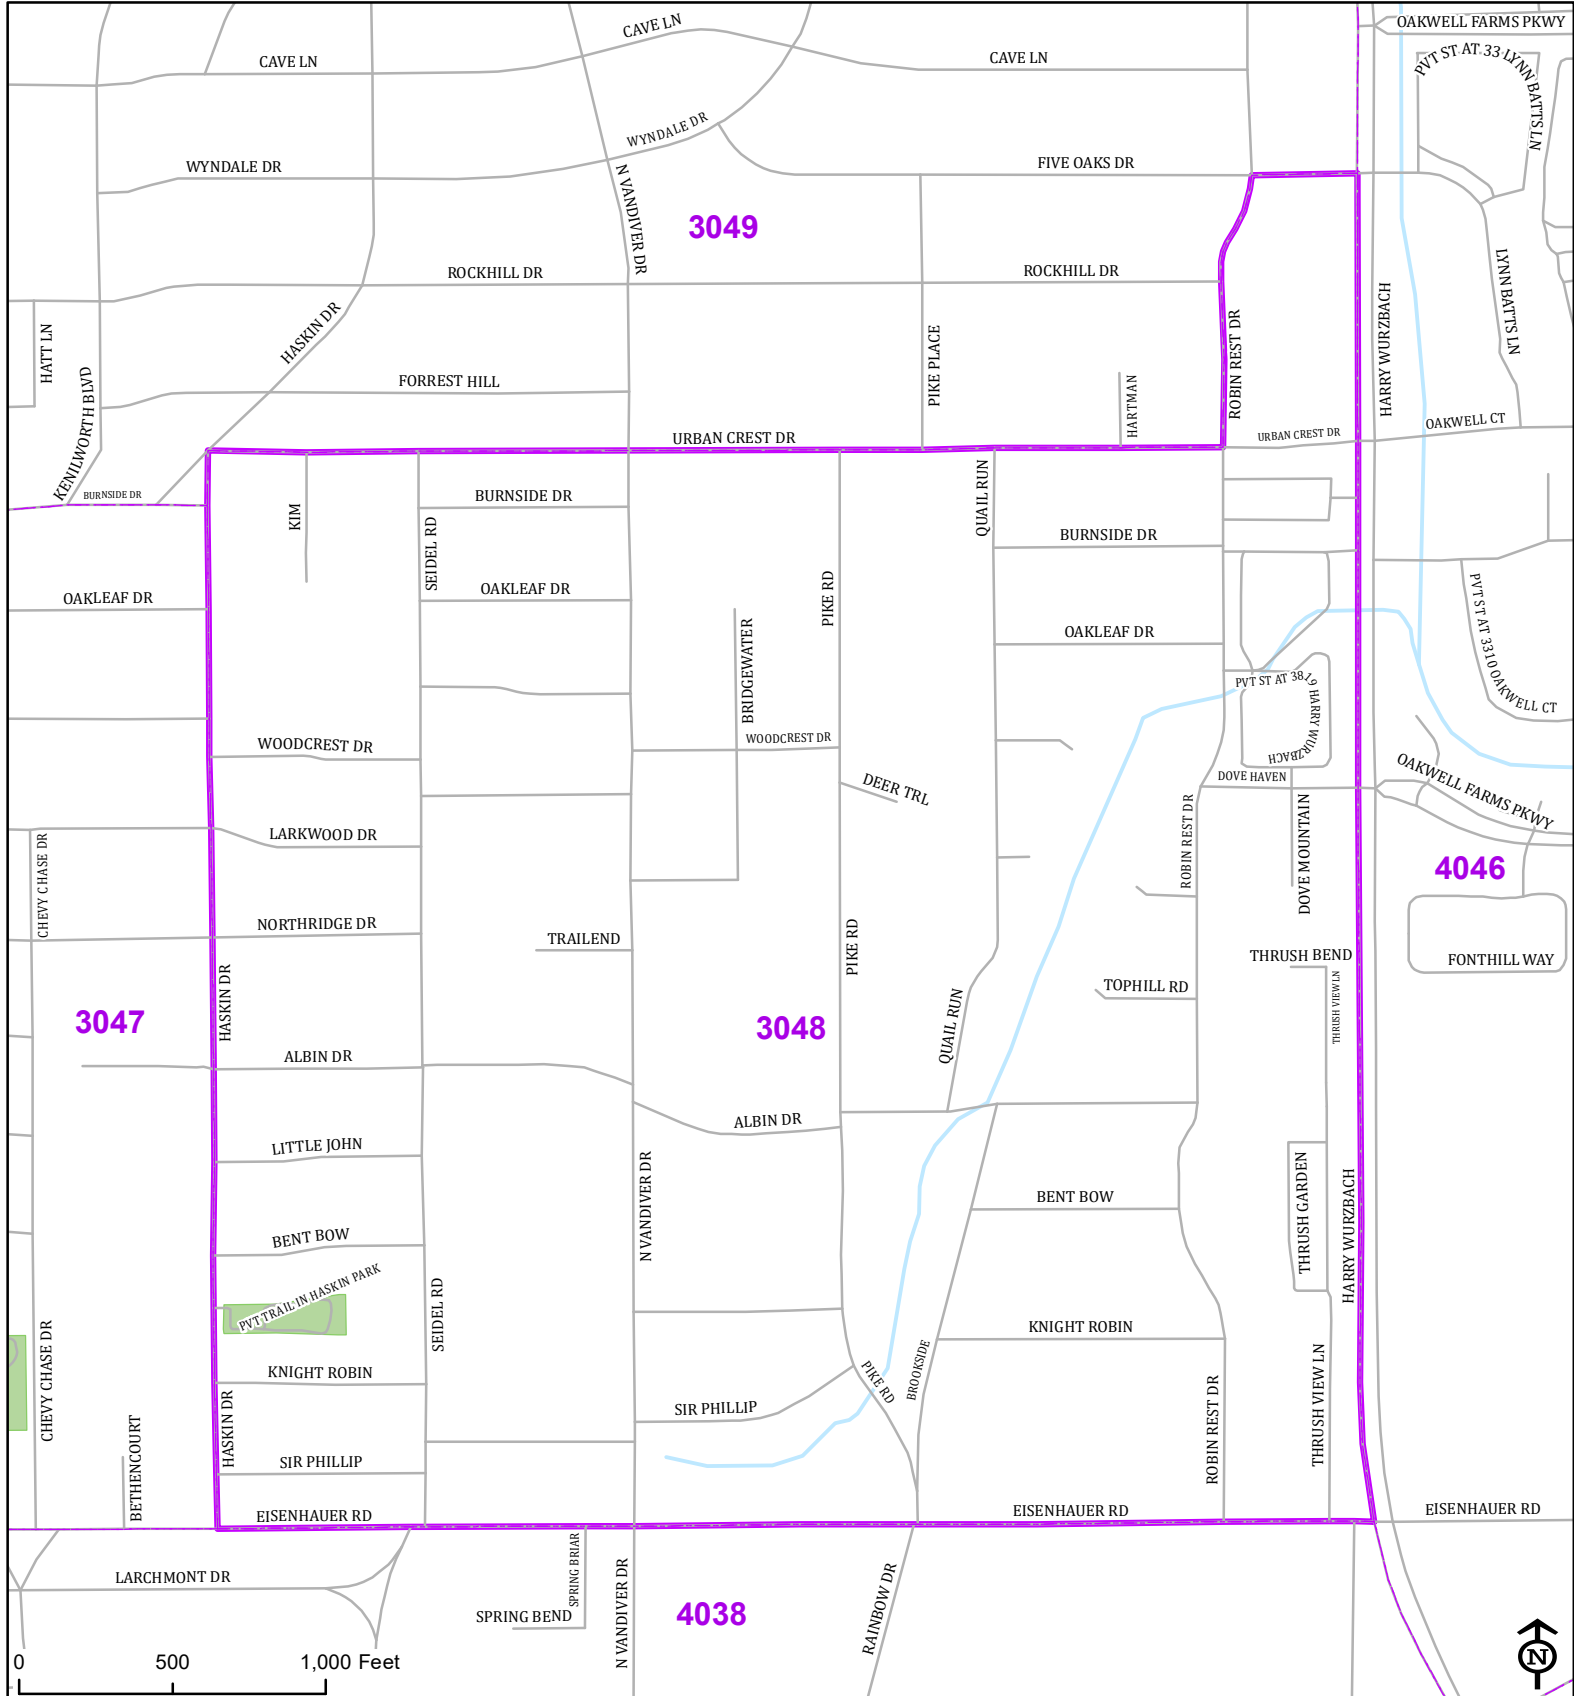 OAKWELL FARMS PKWY
CAVE LN
CAVE LN
CAVE LN
PVT ST AT 33 LYNN BATTS LN
WYNDALE DR
WYNDALE DR
FIVE OAKS DR
N VANDIVER DR
3049
ROCKHILL DR
ROCKHILL DR
LYNN BATTS LN
HATT LN
HASKIN DR
PIKE PLACE
ROBIN REST DR
HARRY WURZBACH
KENILWORTH BLVD
FORREST HILL
HARTMAN
URBAN CREST DR
URBAN CREST DR
OAKWELL CT
BURNSIDE DR
KIM
SEIDEL RD
BURNSIDE DR
QUAIL RUN
BURNSIDE DR
OAKLEAF DR
OAKLEAF DR
PIKE RD
OAKLEAF DR
PVT ST AT 3310 OAKWELL CT
BRIDGEWATER
PVT ST AT 3819 HARRY WURZBACH
WOODCREST DR
WOODCREST DR
DOVE HAVEN
OAKWELL FARMS PKWY
DEER TRL
LARKWOOD DR
CHEVY CHASE DR
ROBIN REST DR
DOVE MOUNTAIN
4046
NORTHRIDGE DR
TRAILEND
PIKE RD
THRUSH BEND
FONTHILL WAY
HASKIN DR
TOPHILL RD
THRUSH VIEW LN
3047
3048
QUAIL RUN
ALBIN DR
ALBIN DR
LITTLE JOHN
N VANDIVER DR
BENT BOW
THRUSH GARDEN
HARRY WURZBACH
BENT BOW
PVT TRAIL IN HASKIN PARK
SEIDEL RD
KNIGHT ROBIN
CHEVY CHASE DR
KNIGHT ROBIN
PIKE RD
BROOKSIDE
THRUSH VIEW LN
HASKIN DR
SIR PHILLIP
ROBIN REST DR
BETHENCOURT
SIR PHILLIP
EISENHAUER RD
EISENHAUER RD
EISENHAUER RD
LARCHMONT DR
SPRING BRIAR
N VANDIVER DR
RAINBOW DR
SPRING BEND
4038
0 500 1,000 Feet
N